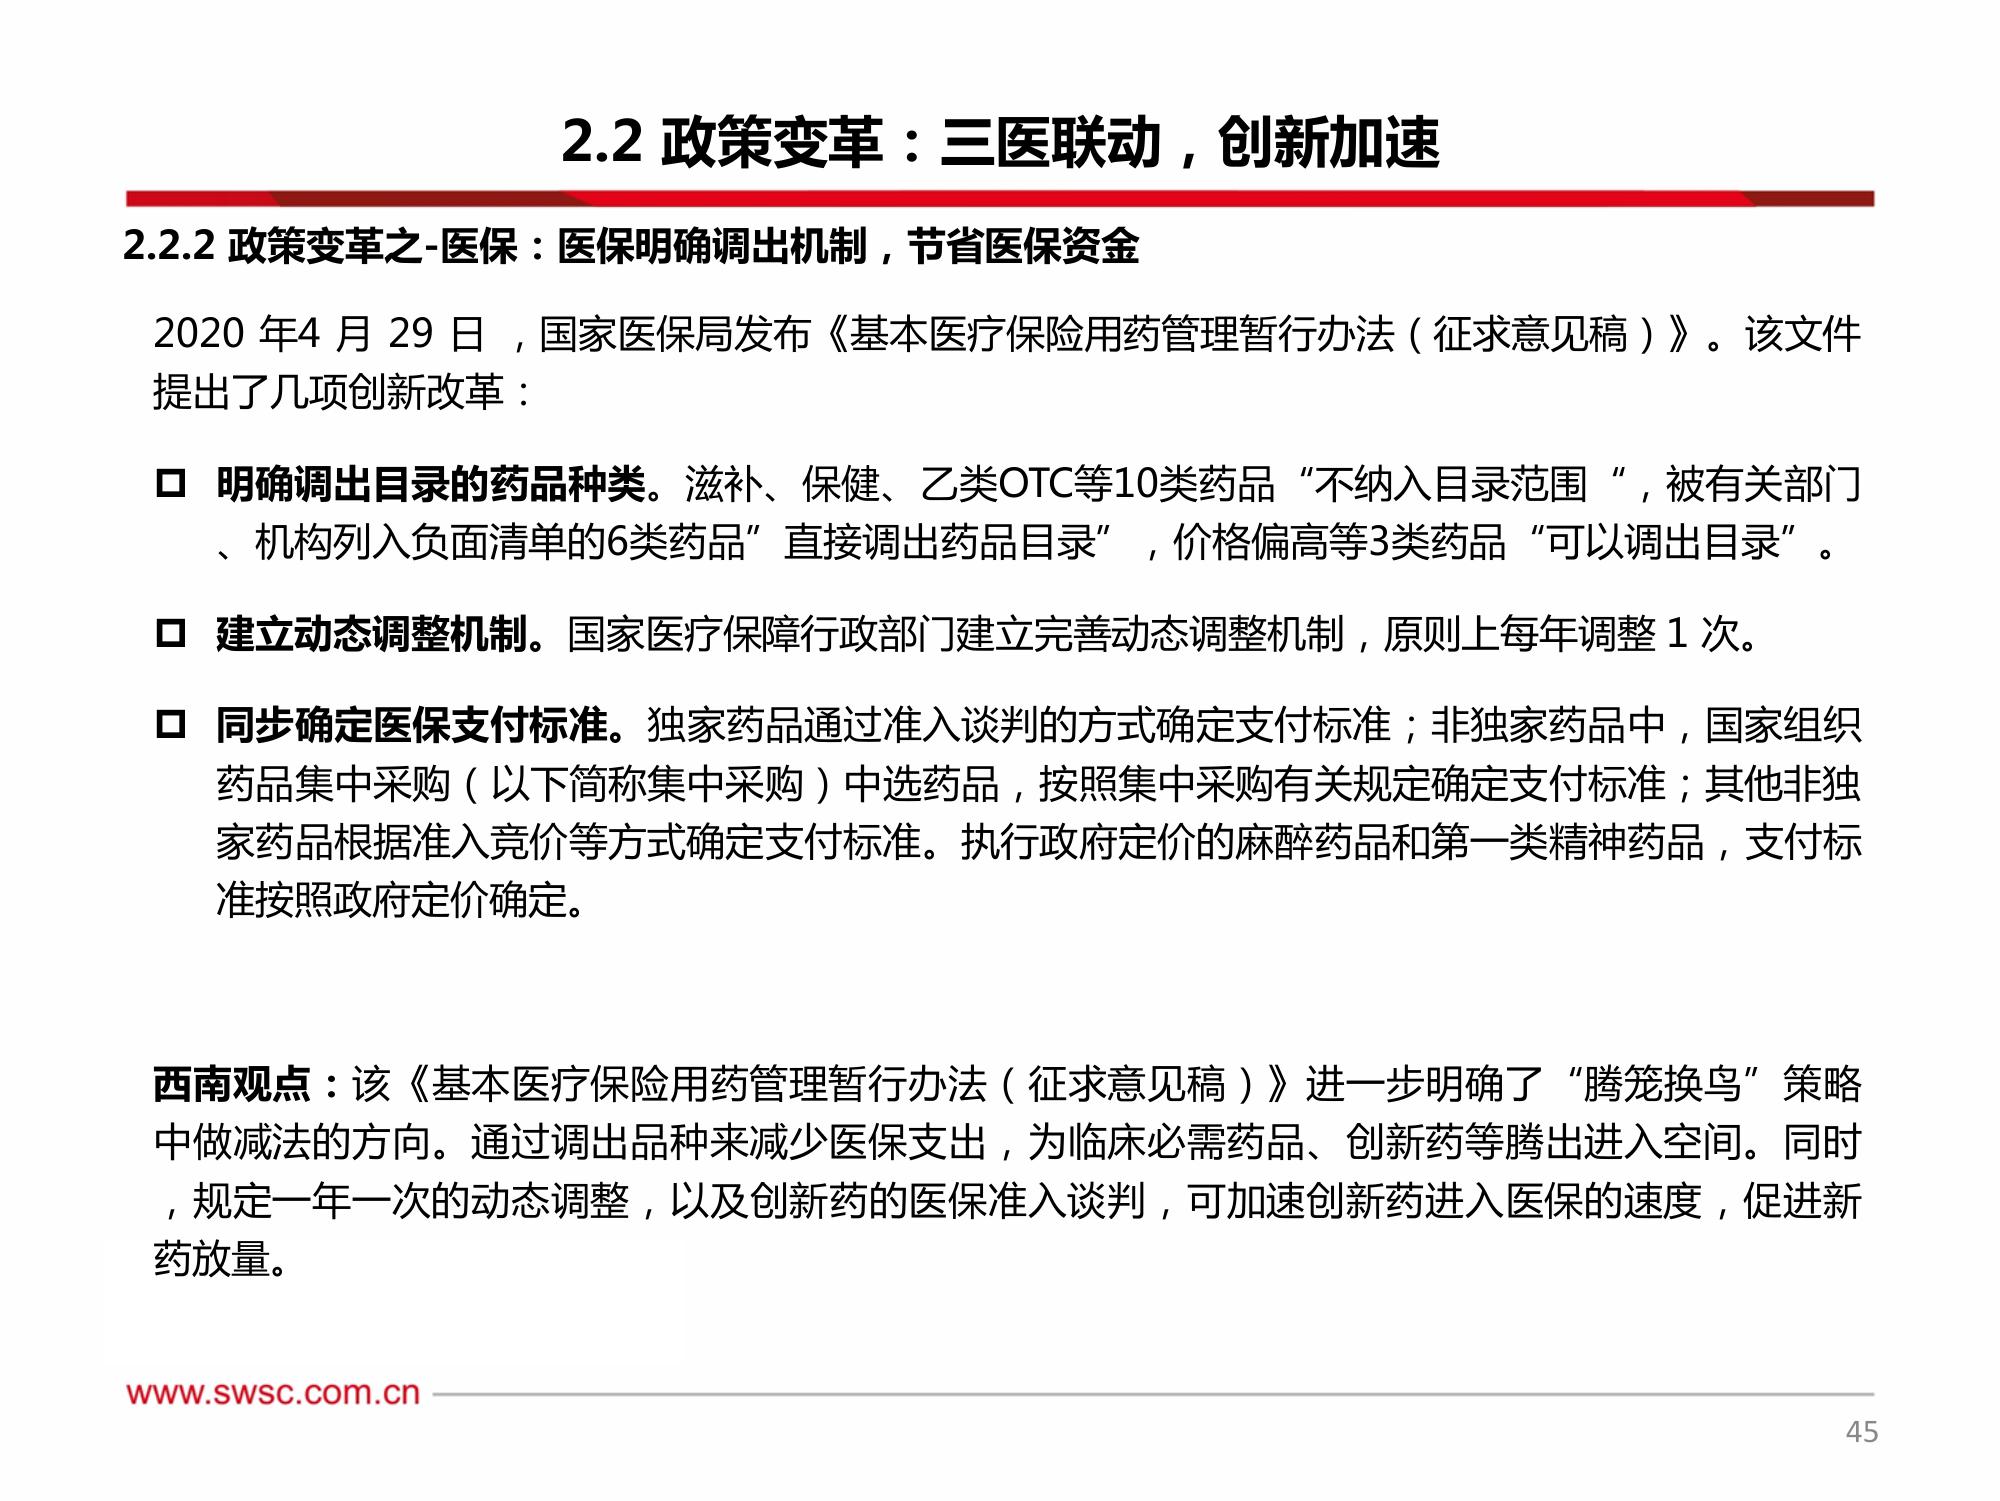 2.2 政策变革：三医联动，创新加速
2.2.2 政策变革之-医保：医保明确调出机制，节省医保资金
2020 年4 月 29 日 ，国家医保局发布《基本医疗保险用药管理暂行办法（征求意见稿）》。该文件
提出了几项创新改革：
明确调出目录的药品种类。滋补、保健、乙类OTC等10类药品“不纳入目录范围“，被有关部门
、机构列入负面清单的6类药品”直接调出药品目录”，价格偏高等3类药品“可以调出目录”。
建立动态调整机制。国家医疗保障行政部门建立完善动态调整机制，原则上每年调整 1 次。
同步确定医保支付标准。独家药品通过准入谈判的方式确定支付标准；非独家药品中，国家组织
药品集中采购（以下简称集中采购）中选药品，按照集中采购有关规定确定支付标准；其他非独
家药品根据准入竞价等方式确定支付标准。执行政府定价的麻醉药品和第一类精神药品，支付标
准按照政府定价确定。
西南观点：该《基本医疗保险用药管理暂行办法（征求意见稿）》进一步明确了“腾笼换鸟”策略
中做减法的方向。通过调出品种来减少医保支出，为临床必需药品、创新药等腾出进入空间。同时
，规定一年一次的动态调整，以及创新药的医保准入谈判，可加速创新药进入医保的速度，促进新
药放量。
www.swsc.com.cn
45